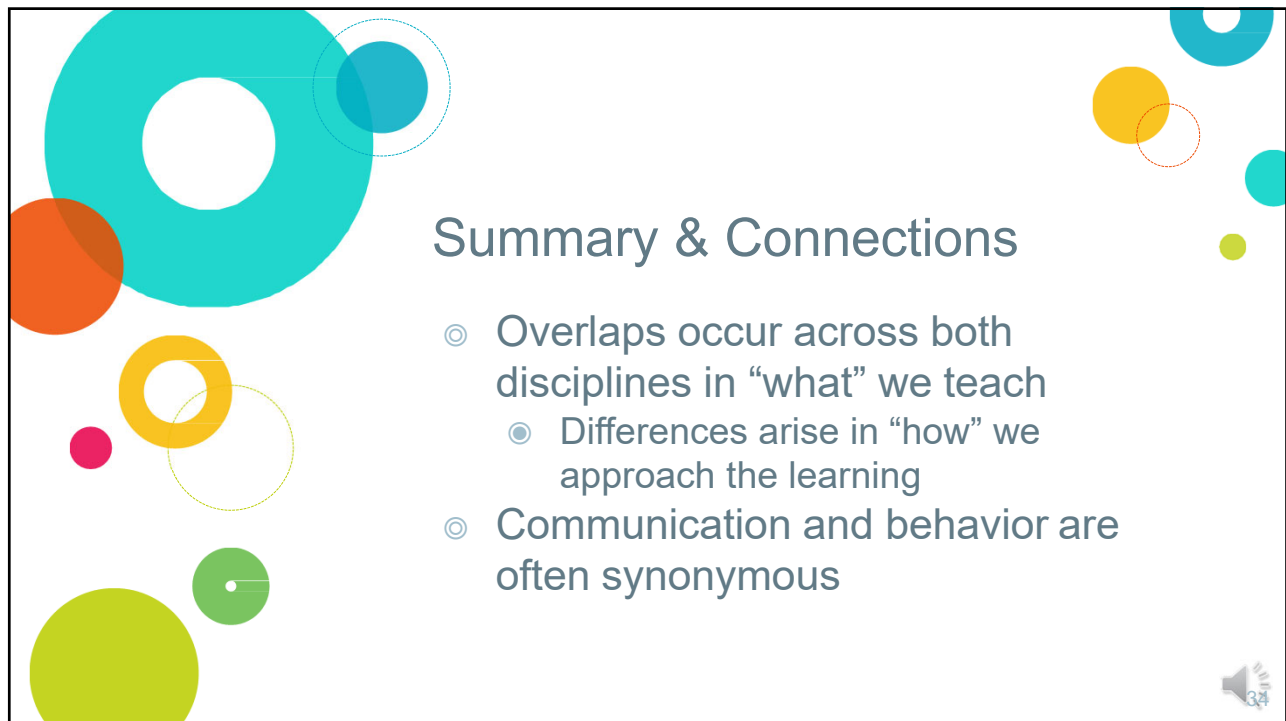 Summary & Connections
Overlaps occur across both
disciplines in “what” we teach
Differences arise in “how” we
approach the learning
Communication and behavior are
often synonymous
34